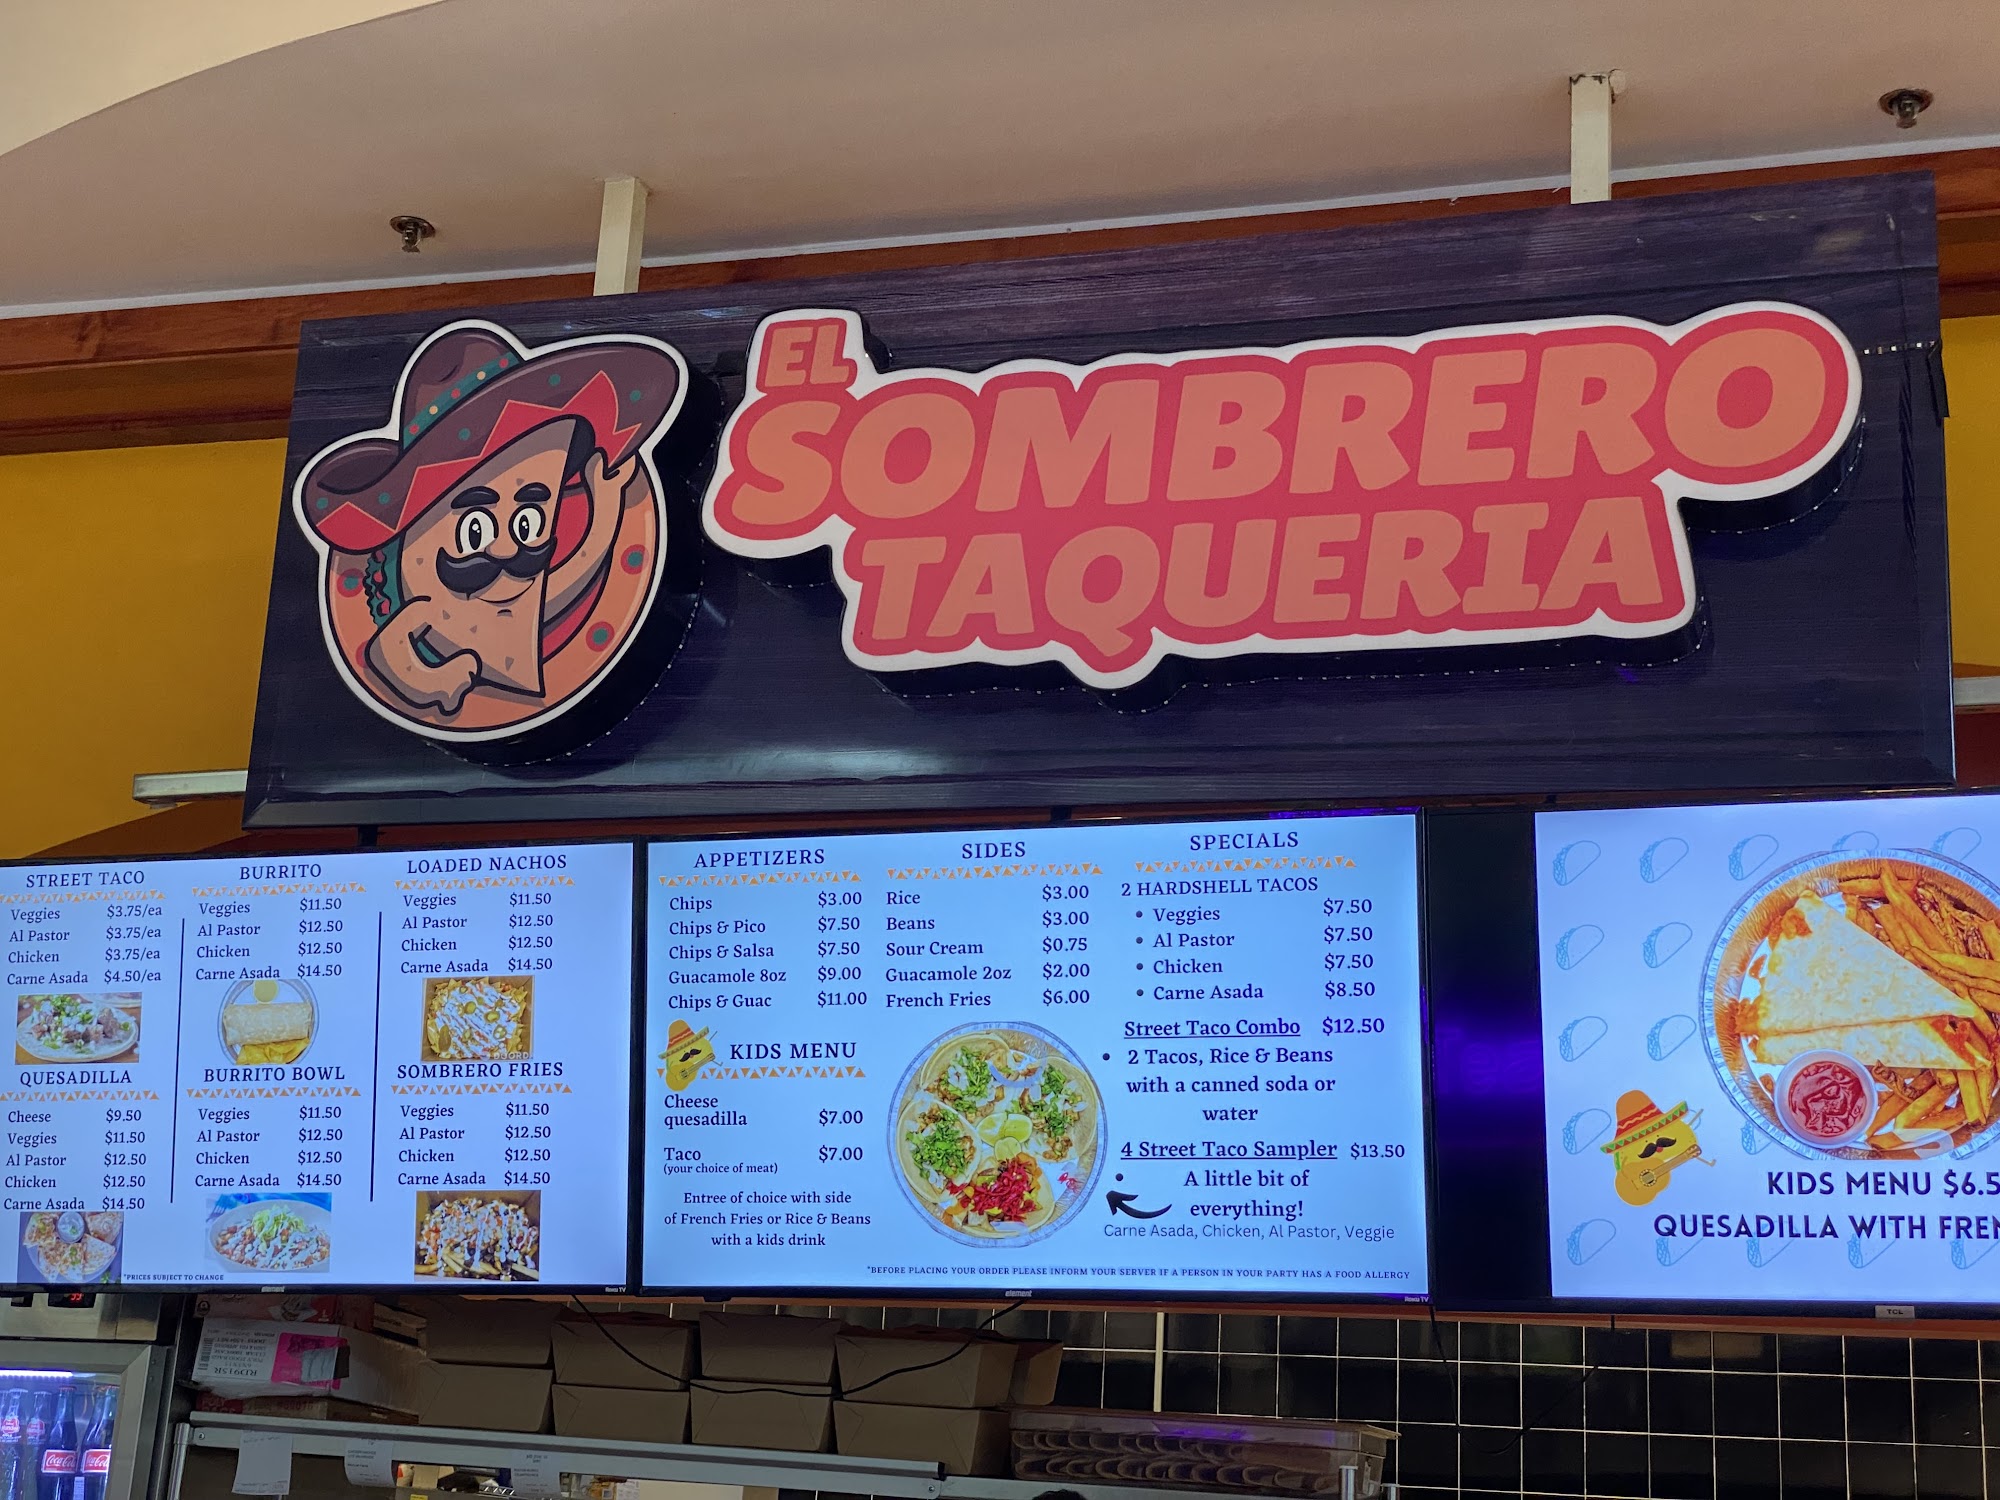 EL
SOMBRERO
TAQUERIA
STREET TACO
Veggies $3.75/ea
Al Pastor $3.75/ea
Chicken $3.75/ea
Carne Asada $4.50/ea
QUESADILLA
Cheese $9.50
Veggies $11.50
Al Pastor $12.50
Chicken $12.50
Carne Asada $14.50
BURRITO
Veggies $11.50
Al Pastor $12.50
Chicken $12.50
Carne Asada $14.50
BURRITO BOWL
Veggies $11.50
Al Pastor $12.50
Chicken $12.50
Carne Asada $14.50
*PRICES SUBJECT TO CHANGE
LOADED NACHOS
Veggies $11.50
Al Pastor $12.50
Chicken $12.50
Carne Asada $14.50
SOMBRERO FRIES
Veggies $11.50
Al Pastor $12.50
Chicken $12.50
Carne Asada $14.50
Roku TV
APPETIZERS
Chips $3.00
Chips & Pico $7.50
Chips & Salsa $7.50
Guacamole 8oz $9.00
Chips & Guac $11.00
KIDS MENU
Cheese
quesadilla $7.00
Taco $7.00
(your choice of meat)
Entree of choice with side
of French Fries or Rice & Beans
with a kids drink
SIDES
Rice $3.00
Beans $3.00
Sour Cream $0.75
Guacamole 2oz $2.00
French Fries $6.00
SPECIALS
2 HARDSHELL TACOS
• Veggies $7.50
• Al Pastor $7.50
• Chicken $7.50
• Carne Asada $8.50
Street Taco Combo $12.50
• 2 Tacos, Rice & Beans
with a canned soda or
water
4 Street Taco Sampler $13.50
• A little bit of
everything!
Carne Asada, Chicken, Al Pastor, Veggie
*BEFORE PLACING YOUR ORDER PLEASE INFORM YOUR SERVER IF A PERSON IN YOUR PARTY HAS A FOOD ALLERGY
element
Roku TV
KIDS MENU $6.5
QUESADILLA WITH FREN
TCL
RD912R
Coca-Cola